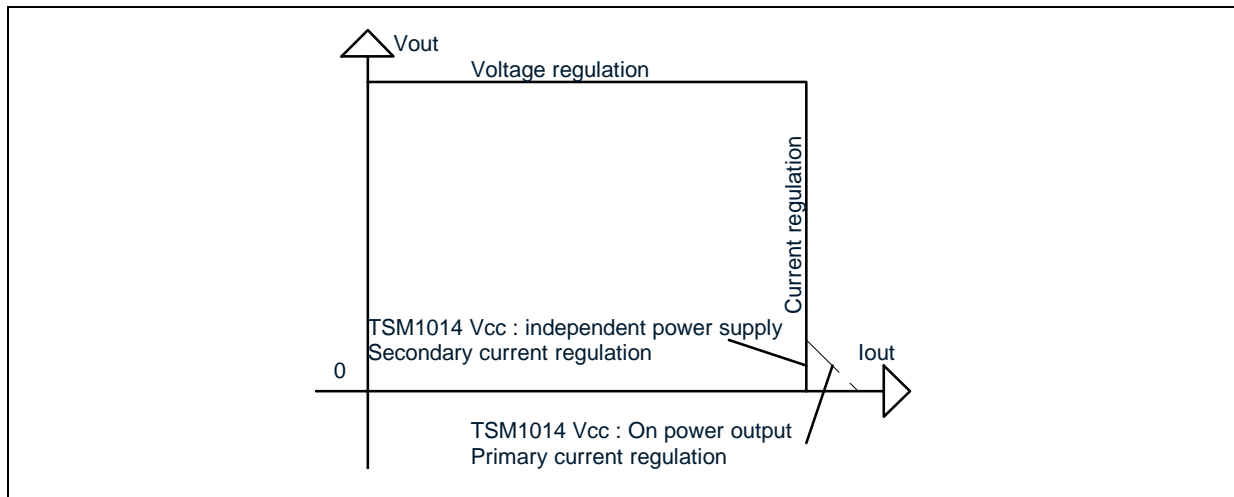 Vout
Voltage regulation
Current regulation
TSM1014 Vcc : independent power supply
Secondary current regulation
Iout
0
TSM1014 Vcc : On power output
Primary current regulation